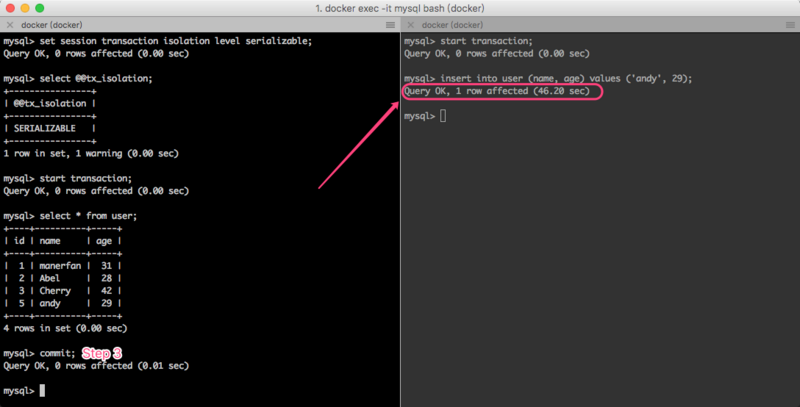 1. docker exec -it mysql bash (docker)
docker (docker)
mysql> set session transaction isolation level serializable;
Query OK, 0 rows affected (0.00 sec)
mysql> select @@tx_isolation;
+----------------+
| @@tx_isolation |
+----------------+
| SERIALIZABLE   |
+----------------+
1 row in set, 1 warning (0.00 sec)
mysql> start transaction;
Query OK, 0 rows affected (0.00 sec)
mysql> select * from user;
+----+----------+-----+
| id | name     | age |
+----+----------+-----+
|  1 | manerfan |  31 |
|  2 | Abel     |  28 |
|  3 | Cherry   |  42 |
|  5 | andy     |  29 |
+----+----------+-----+
4 rows in set (0.00 sec)
mysql> commit; Step 3
Query OK, 0 rows affected (0.01 sec)
mysql>
docker (docker)
mysql> start transaction;
Query OK, 0 rows affected (0.00 sec)
mysql> insert into user (name, age) values ('andy', 29);
Query OK, 1 row affected (46.20 sec)
mysql>